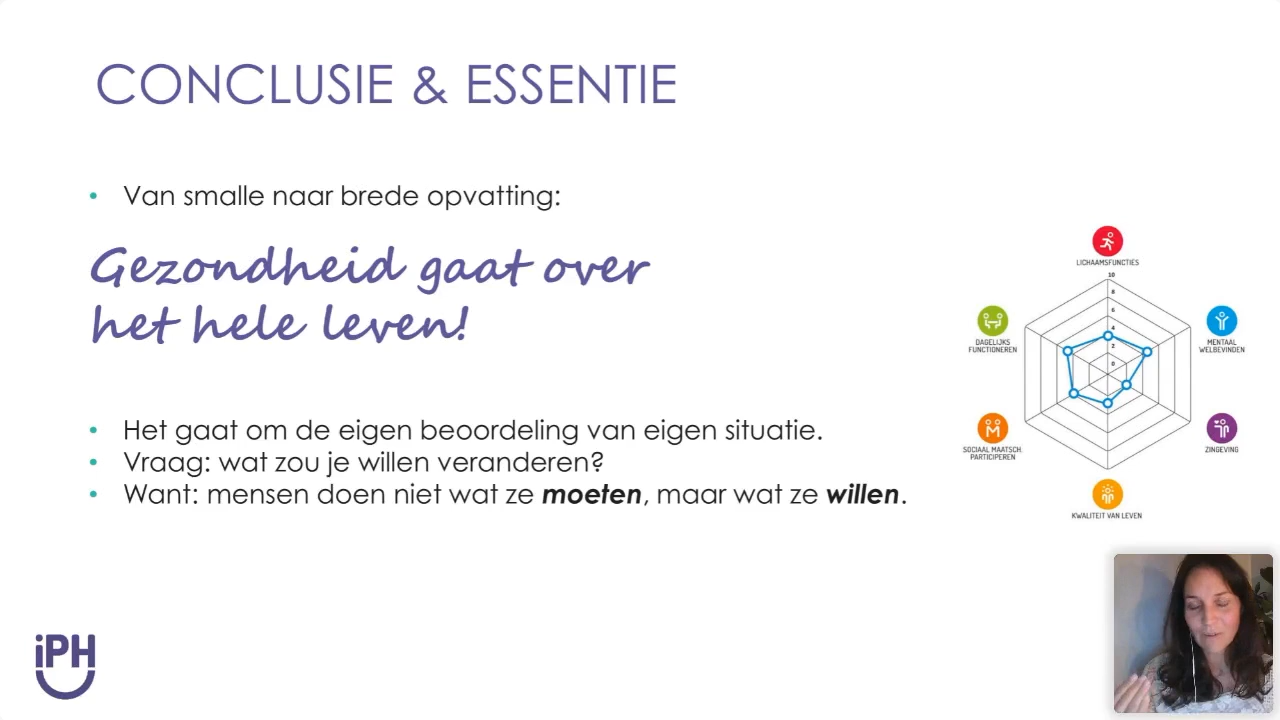 CONCLUSIE & ESSENTIE
• Van smalle naar brede opvatting:
Gezondheid gaat over
het hele leven!
• Het gaat om de eigen beoordeling van eigen situatie.
• Vraag: wat zou je willen veranderen?
• Want: mensen doen niet wat ze moeten, maar wat ze willen.
LICHAAMSFUNCTIES
10
8
6
4
2
0
DAGELIJKS
FUNCTIONEREN
MENTAAL
WELBEVINDEN
SOCIAAL MAATSCH.
PARTICIPEREN
ZINGEVING
KWALITEIT VAN LEVEN
iPH